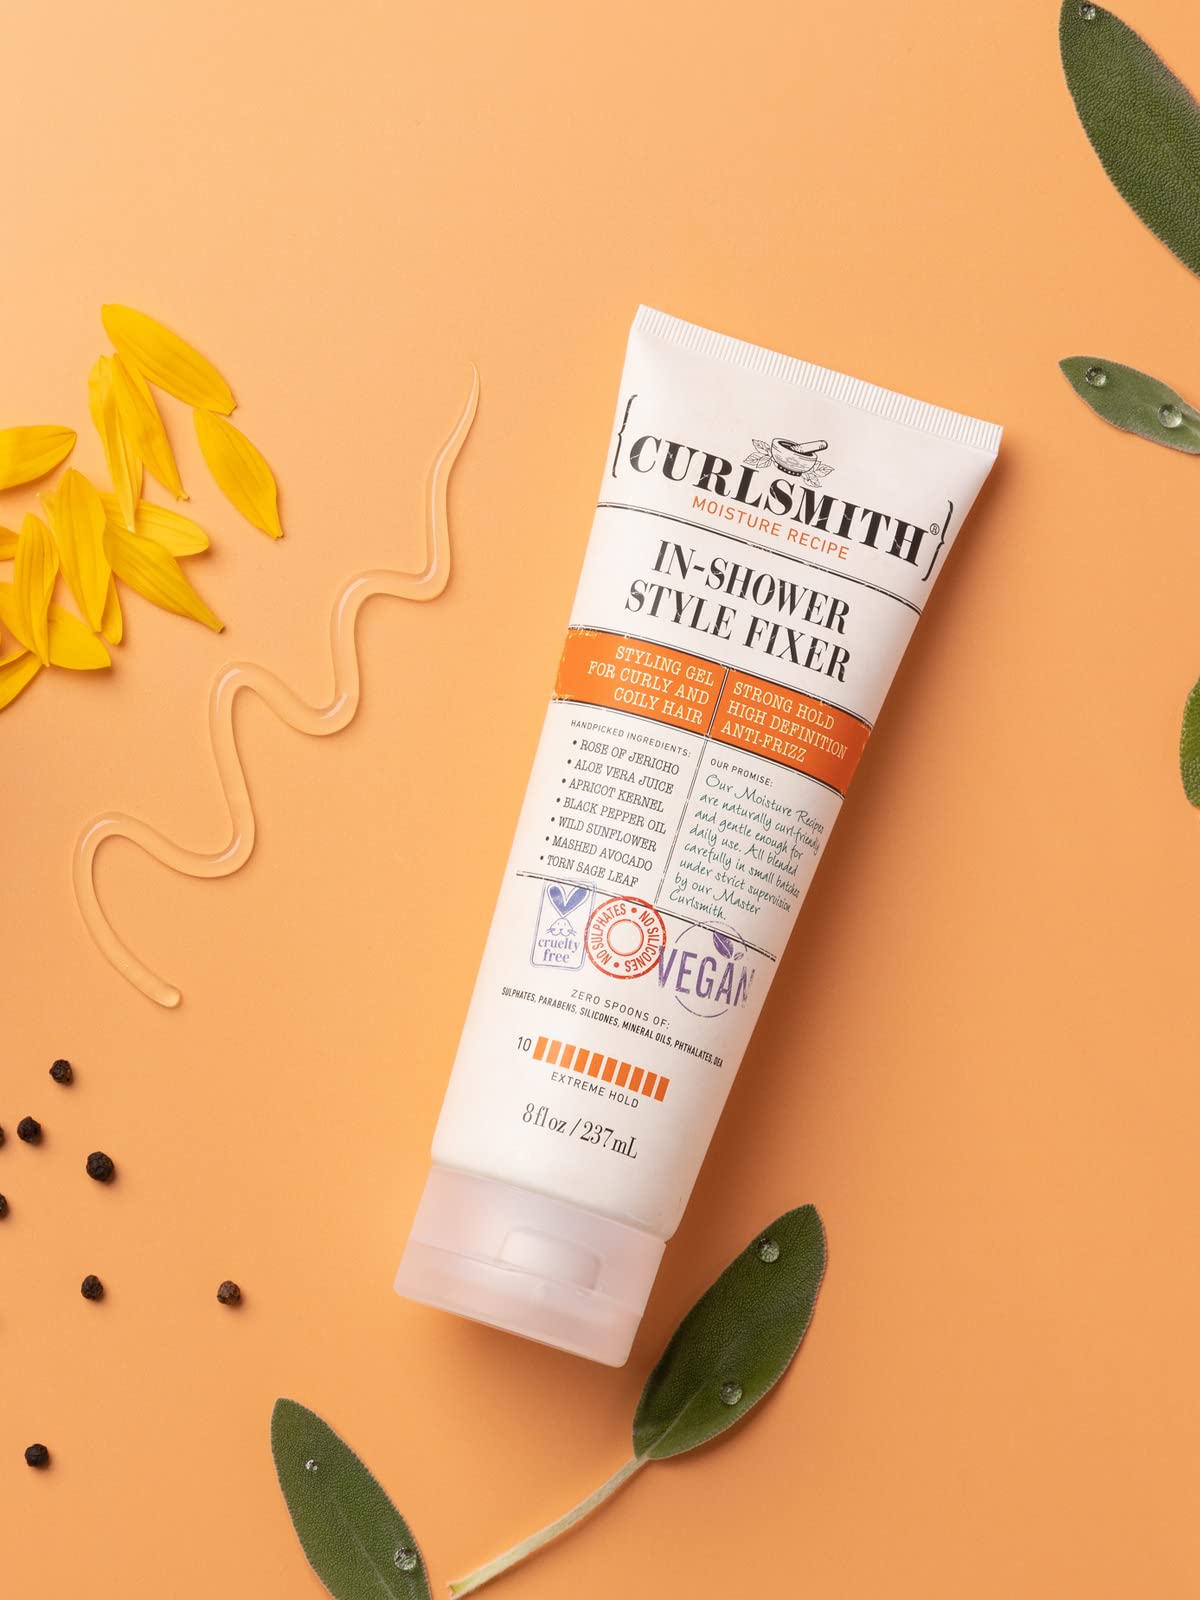 {CURLSMITH®}
MOISTURE RECIPE
IN-SHOWER
STYLE FIXER
STYLING GEL
FOR CURLY AND
COILY HAIR
STRONG HOLD
HIGH DEFINITION
ANTI-FRIZZ
HANDPICKED INGREDIENTS:
• ROSE OF JERICHO
• ALOE VERA JUICE
• APRICOT KERNEL
• BLACK PEPPER OIL
• WILD SUNFLOWER
• MASHED AVOCADO
• TORN SAGE LEAF
OUR PROMISE:
Our Moisture Recipes
are naturally curl-friendly
and gentle enough for
daily use. All blended
carefully in small batches
under strict supervision
by our Master
Curlsmith.
cruelty
free
NO SULPHATES • NO SILICONES •
VEGAN
ZERO SPOONS OF:
SULPHATES, PARABENS, SILICONES, MINERAL OILS, PHTHALATES, DEA
10
EXTREME HOLD
8floz/237mL